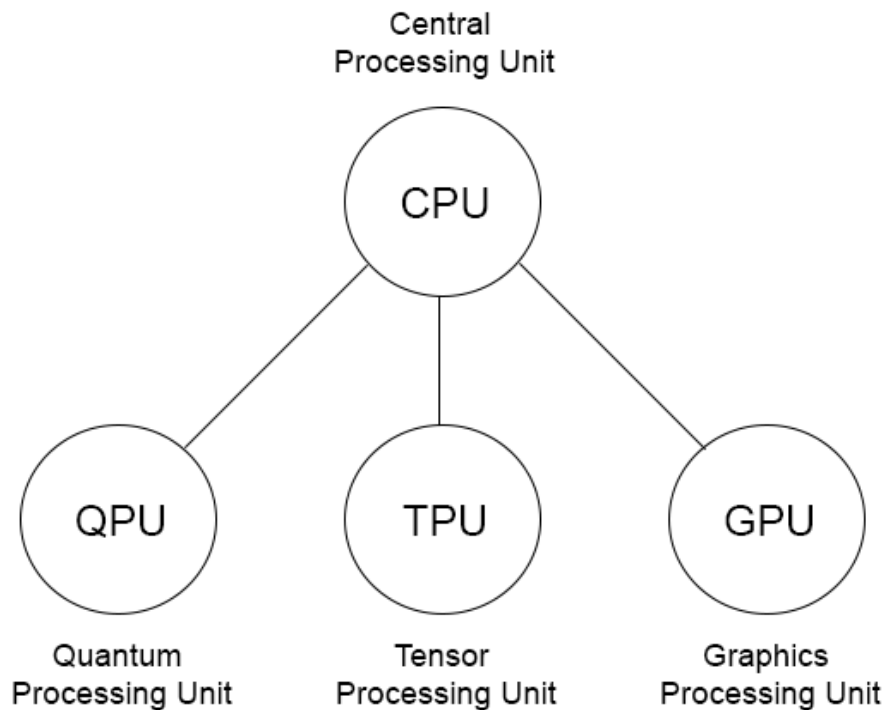 Central
Processing Unit
CPU
QPU
TPU
GPU
Quantum
Processing Unit
Tensor
Processing Unit
Graphics
Processing Unit